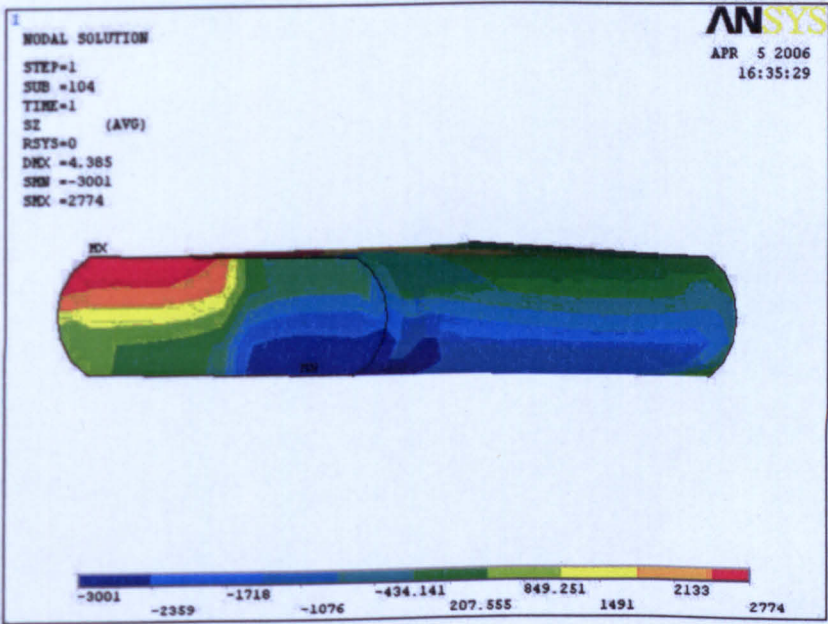 1
NODAL SOLUTION
STEP=1
SUB =104
TIME=1
SZ (AVG)
RSYS=0
DMX =4.385
SMN =-3001
SMX =2774
ANSYS
APR 5 2006
16:35:29
MX
MN
-3001 -1718 -434.141 849.251 2133
-2359 -1076 207.555 1491 2774